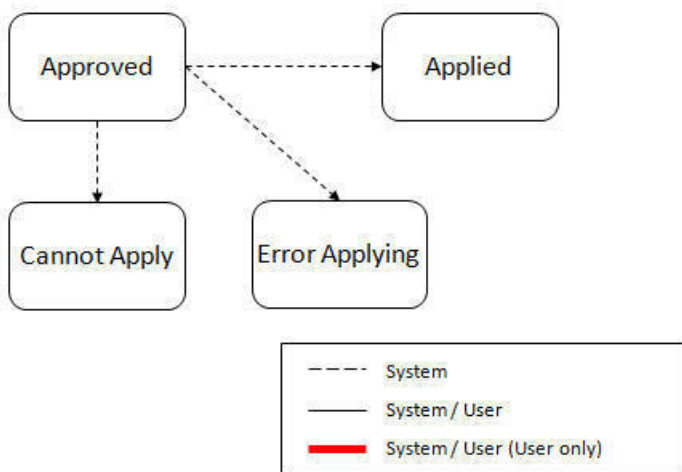 Approved
Applied
Cannot Apply
Error Applying
System
System / User
System / User (User only)